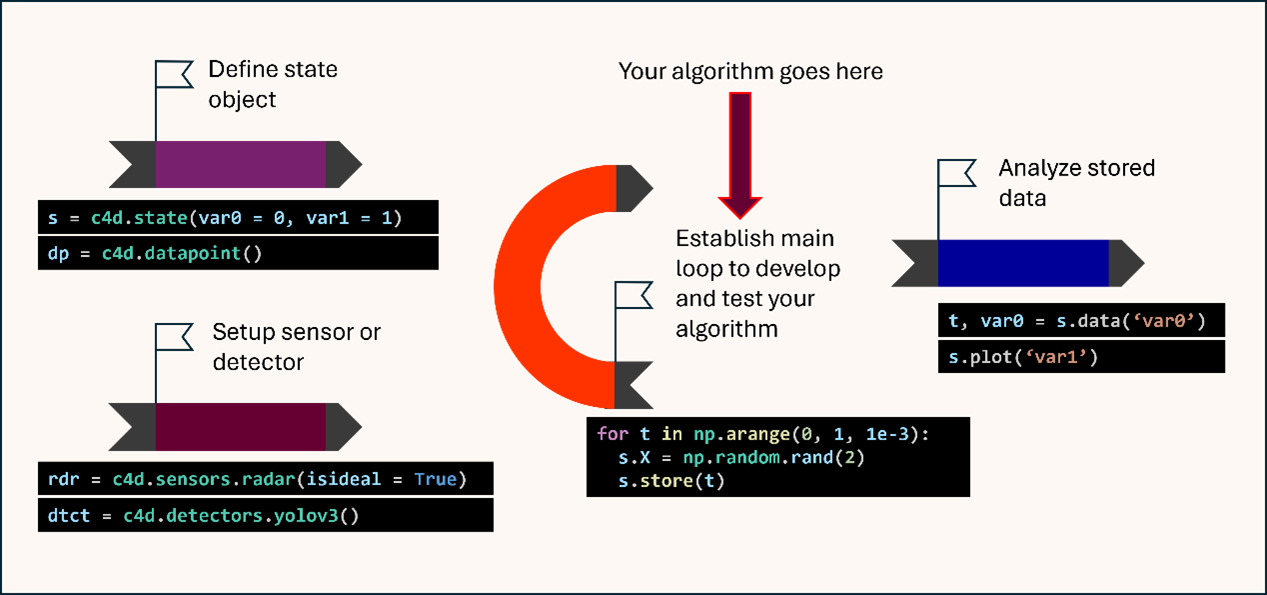 Define state
object
s = c4d.state(var0 = 0, var1 = 1)
dp = c4d.datapoint()
Setup sensor or
detector
rdr = c4d.sensors.radar(isideal = True)
dtct = c4d.detectors.yolov3()
Your algorithm goes here
Establish main
loop to develop
and test your
algorithm
for t in np.arange(0, 1, 1e-3):
  s.X = np.random.rand(2)
  s.store(t)
Analyze stored
data
t, var0 = s.data(‘var0’)
s.plot(‘var1’)